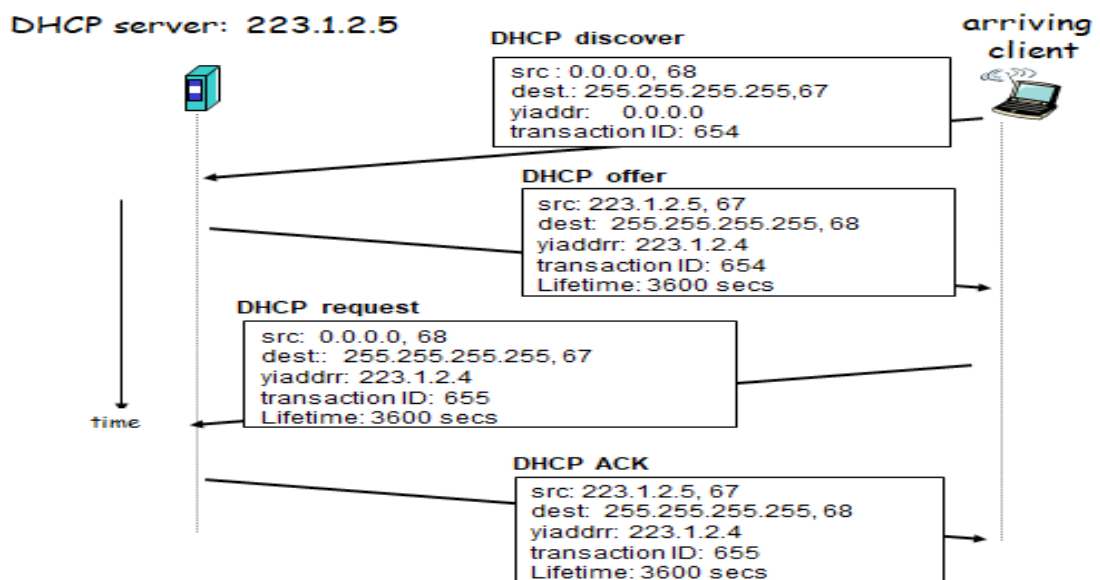 DHCP server: 223.1.2.5
arriving
client
DHCP discover
src : 0.0.0.0, 68
dest.: 255.255.255.255,67
yiaddr: 0.0.0.0
transaction ID: 654
DHCP offer
src: 223.1.2.5, 67
dest: 255.255.255.255, 68
yiaddrr: 223.1.2.4
transaction ID: 654
Lifetime: 3600 secs
DHCP request
src: 0.0.0.0, 68
dest:: 255.255.255.255, 67
yiaddrr: 223.1.2.4
transaction ID: 655
Lifetime: 3600 secs
time
DHCP ACK
src: 223.1.2.5, 67
dest: 255.255.255.255, 68
yiaddrr: 223.1.2.4
transaction ID: 655
Lifetime: 3600 secs